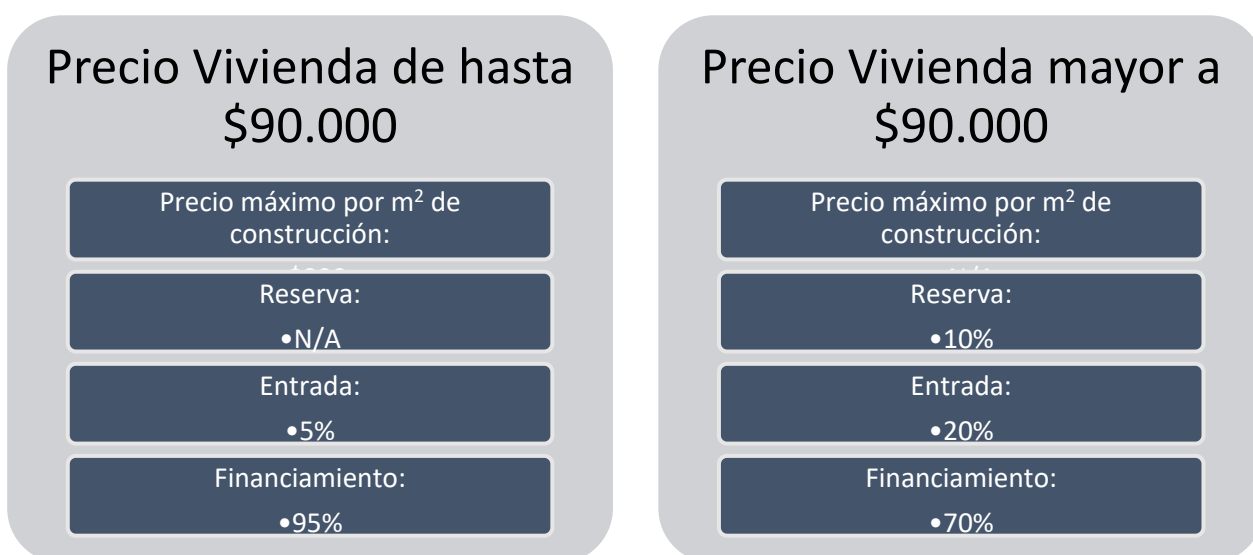 Precio Vivienda de hasta
$90.000
Precio máximo por m² de
construcción:
Reserva:
•N/A
Entrada:
•5%
Financiamiento:
•95%
Precio Vivienda mayor a
$90.000
Precio máximo por m² de
construcción:
Reserva:
•10%
Entrada:
•20%
Financiamiento:
•70%